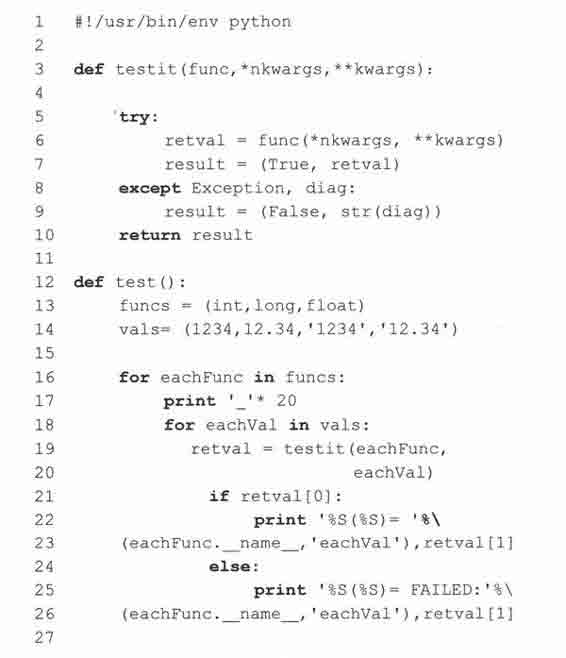 1 #!/usr/bin/env python
2
3 def testit(func,*nkwargs,**kwargs):
4
5 'try:
6 retval = func(*nkwargs, **kwargs)
7 result = (True, retval)
8 except Exception, diag:
9 result = (False, str(diag))
10 return result
11
12 def test():
13 funcs = (int,long,float)
14 vals= (1234,12.34,'1234','12.34')
15
16 for eachFunc in funcs:
17 print '_'* 20
18 for eachVal in vals:
19 retval = testit(eachFunc,
20 eachVal)
21 if retval[0]:
22 print '%S(%S)= '%\
23 (eachFunc.__name__,'eachVal'),retval[1]
24 else:
25 print '%S(%S)= FAILED:'%\
26 (eachFunc.__name__,'eachVal'),retval[1]
27